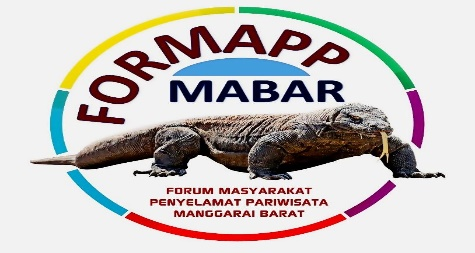 FORMAPP
MABAR
FORUM MASYARAKAT
PENYELAMAT PARIWISATA
MANGGARAI BARAT